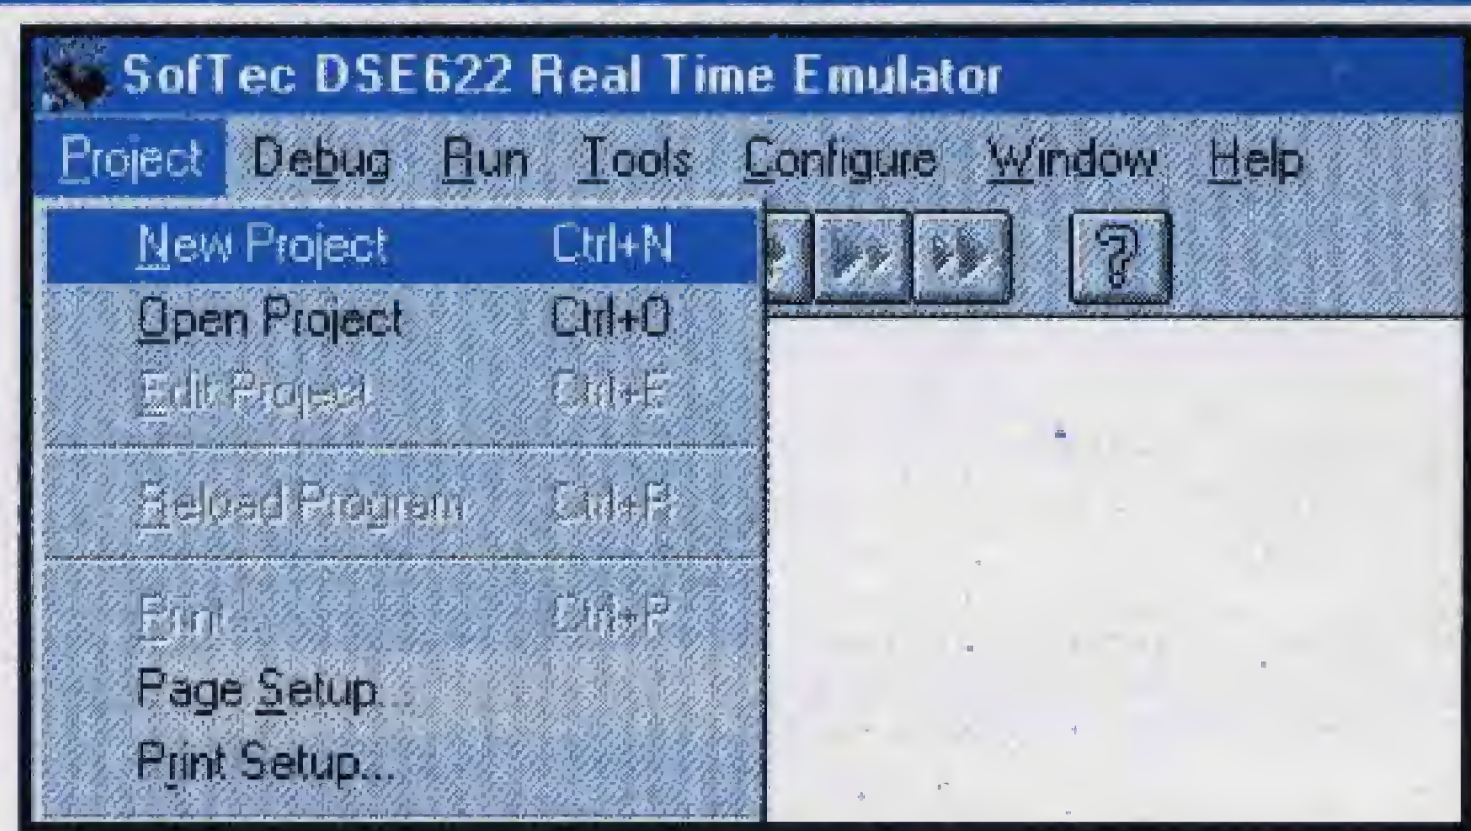 SofTec DSE622 Real Time Emulator
Project Debug Run Tools Configure Window Help
New Project Ctrl+N
Open Project Ctrl+O
Edit Project Ctrl+E
Reload Program Ctrl+R
Print... Ctrl+P
Page Setup...
Print Setup...
?